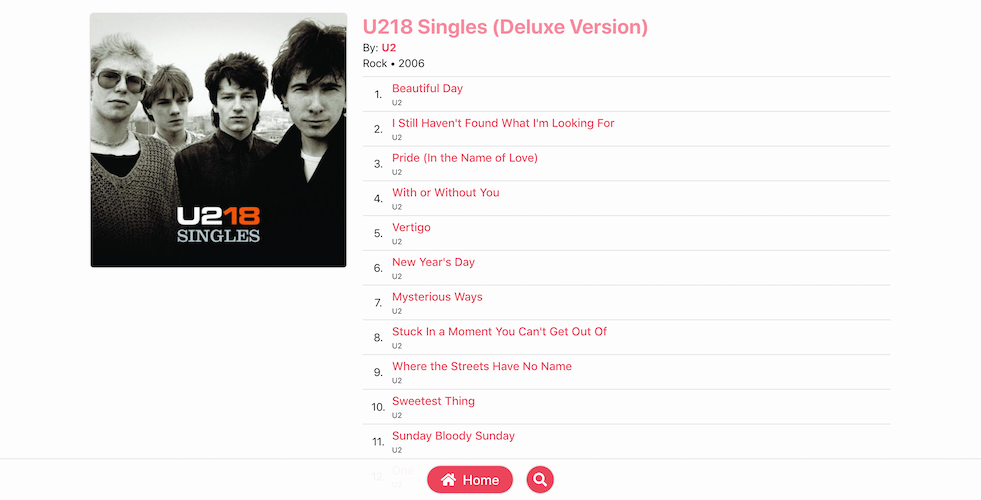 U218 Singles (Deluxe Version)
By: U2
Rock • 2006
1. Beautiful Day
U2
2. I Still Haven't Found What I'm Looking For
U2
3. Pride (In the Name of Love)
U2
4. With or Without You
U2
5. Vertigo
U2
6. New Year's Day
U2
7. Mysterious Ways
U2
8. Stuck In a Moment You Can't Get Out Of
U2
9. Where the Streets Have No Name
U2
10. Sweetest Thing
U2
11. Sunday Bloody Sunday
U2
12. One
U2
U218
SINGLES
Home